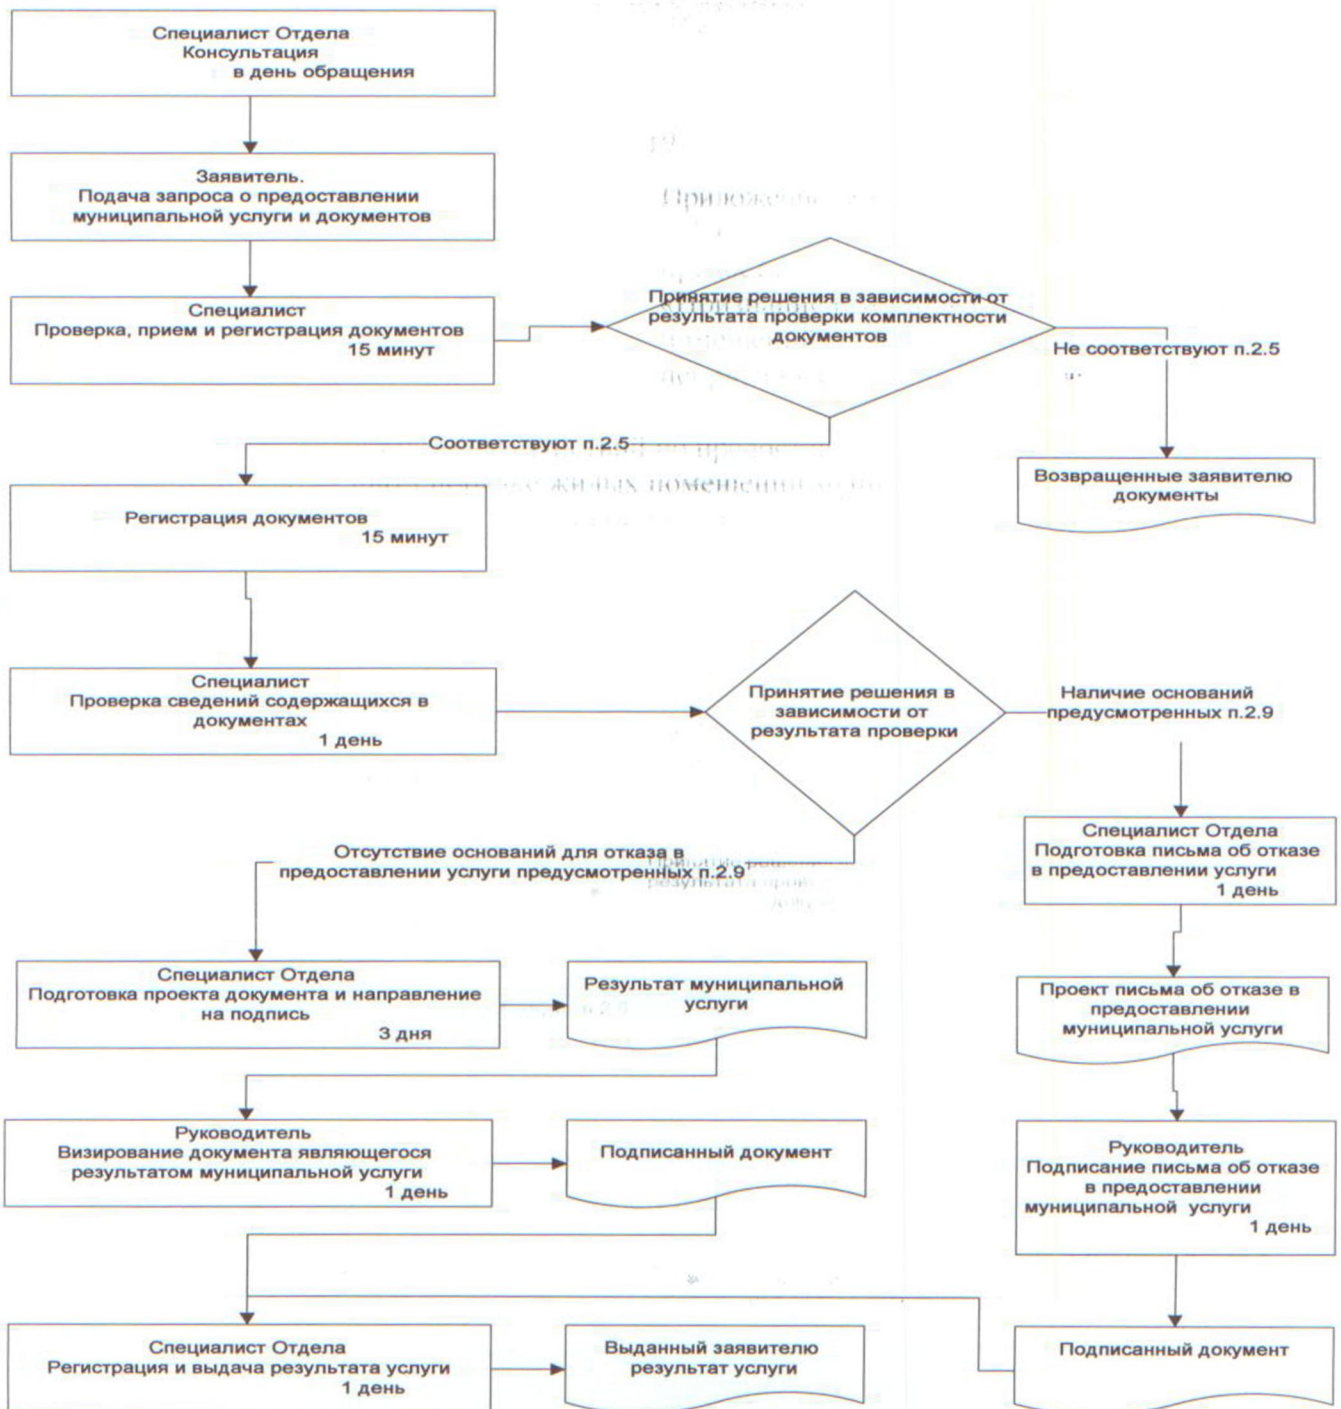 Специалист Отдела
Консультация
в день обращения
Заявитель.
Подача запроса о предоставлении
муниципальной услуги и документов
Специалист
Проверка, прием и регистрация документов
15 минут
Принятие решения в зависимости от
результата проверки комплектности
документов
Не соответствуют п.2.5
Соответствуют п.2.5
Возвращенные заявителю
документы
Регистрация документов
15 минут
Специалист
Проверка сведений содержащихся в
документах
1 день
Принятие решения в
зависимости от
результата проверки
Наличие оснований
предусмотренных п.2.9
Отсутствие оснований для отказа в
предоставлении услуги предусмотренных п.2.9
Специалист Отдела
Подготовка письма об отказе
в предоставлении услуги
1 день
Специалист Отдела
Подготовка проекта документа и направление
на подпись
3 дня
Результат муниципальной
услуги
Проект письма об отказе в
предоставлении
муниципальной услуги
Руководитель
Визирование документа являющегося
результатом муниципальной услуги
1 день
Подписанный документ
Руководитель
Подписание письма об отказе
в предоставлении
муниципальной услуги
1 день
Специалист Отдела
Регистрация и выдача результата услуги
1 день
Выданный заявителю
результат услуги
Подписанный документ